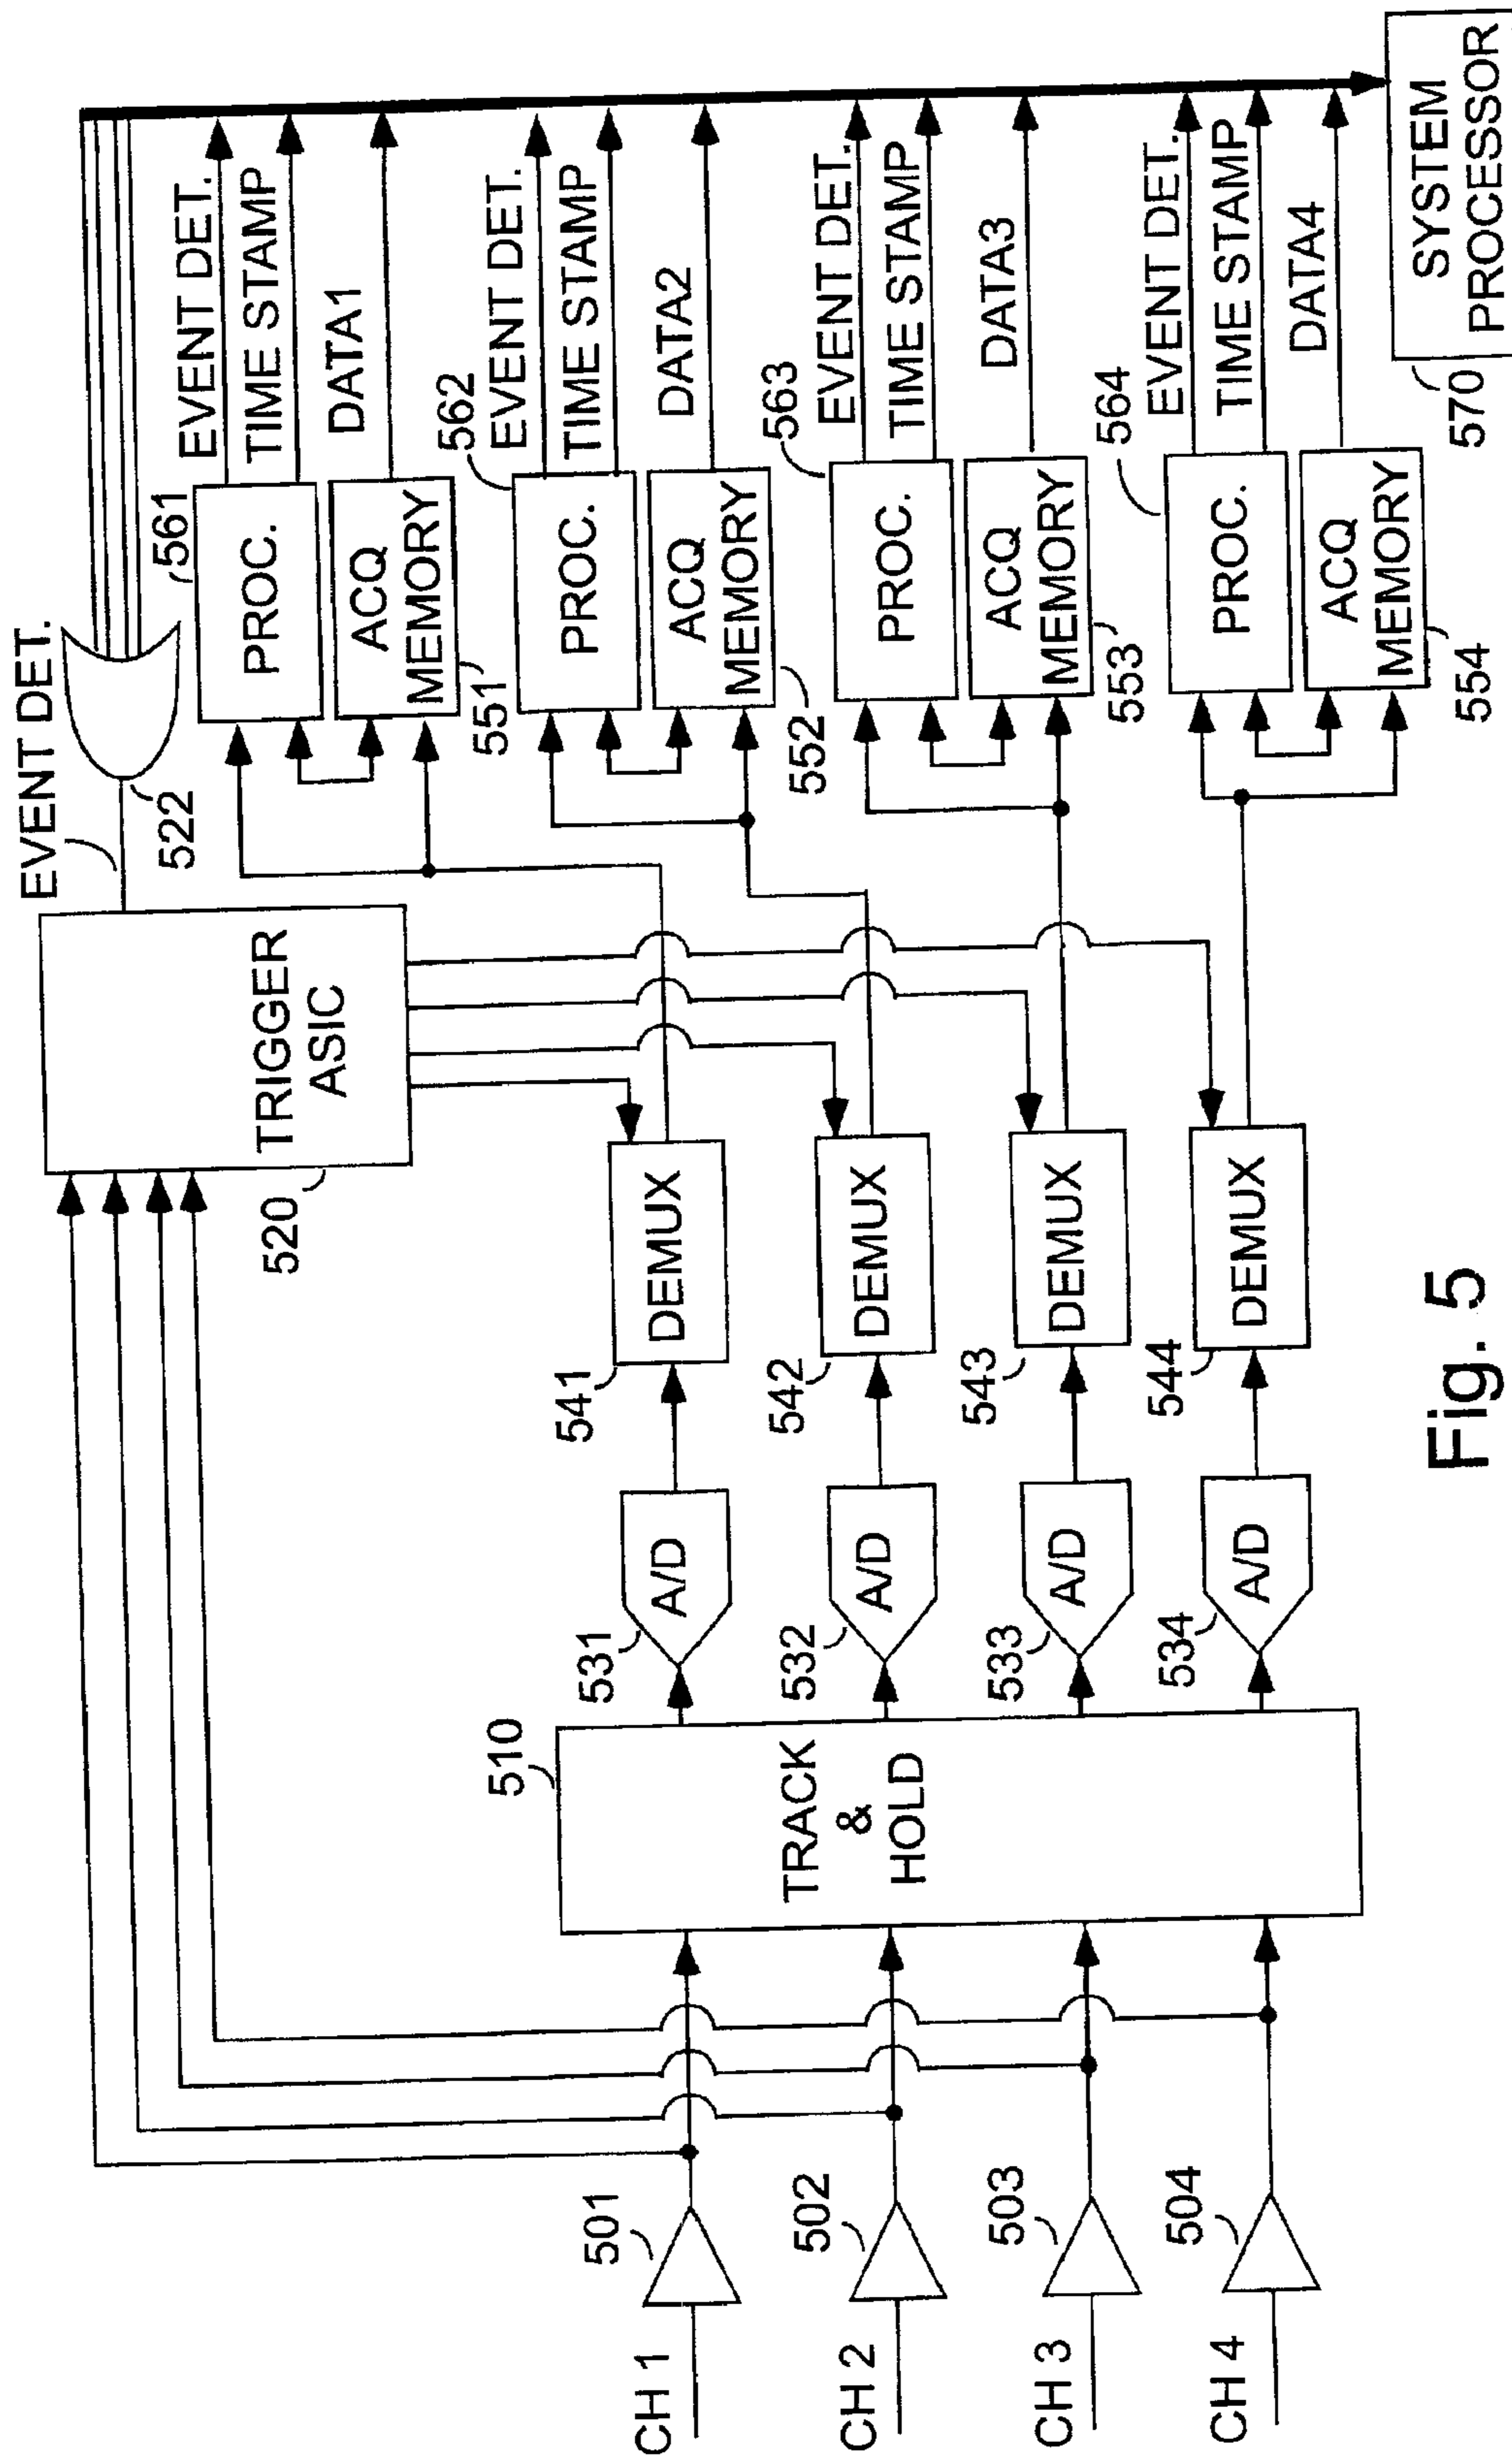 CH 1
CH 2
CH 3
CH 4
501
502
503
504
510
TRACK
&
HOLD
531
A/D
532
A/D
533
A/D
534
A/D
541
DEMUX
542
DEMUX
543
DEMUX
544
DEMUX
520
TRIGGER
ASIC
EVENT DET.
522
561
PROC.
ACQ
MEMORY
551
EVENT DET.
TIME STAMP
DATA1
562
PROC.
ACQ
MEMORY
552
EVENT DET.
TIME STAMP
DATA2
563
PROC.
ACQ
MEMORY
553
EVENT DET.
TIME STAMP
DATA3
564
PROC.
ACQ
MEMORY
554
EVENT DET.
TIME STAMP
DATA4
570
SYSTEM
PROCESSOR
Fig. 5